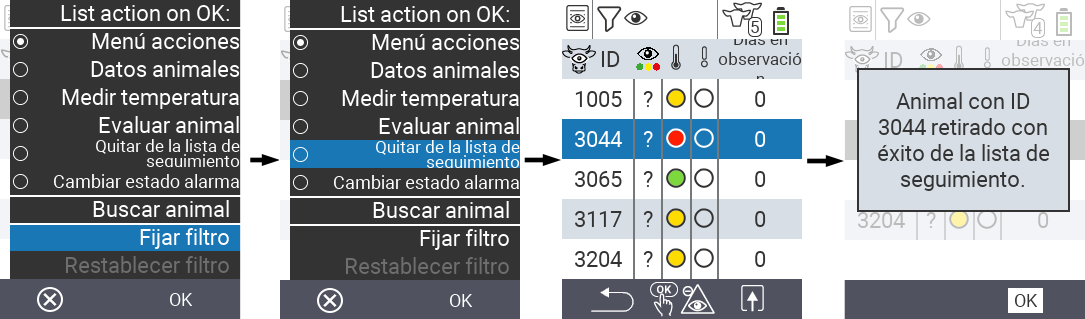 List action on OK:
Menú acciones
Datos animales
Medir temperatura
Evaluar animal
Quitar de la lista de
seguimiento
Cambiar estado alarma
Buscar animal
Fijar filtro
Restablecer filtro
OK
List action on OK:
Menú acciones
Datos animales
Medir temperatura
Evaluar animal
Quitar de la lista de
seguimiento
Cambiar estado alarma
Buscar animal
Fijar filtro
Restablecer filtro
OK
5
ID
Días en
observació
n
1005 ? 0
3044 ? 0
3065 ? 0
3117 ? 0
3204 ? 0
OK
4
ID
Días en
observació
Animal con ID
3044 retirado con
éxito de la lista de
seguimiento.
3204 ? 0
OK